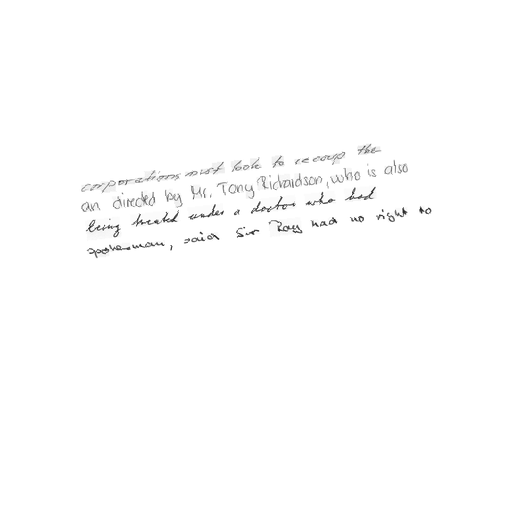 corporations must look to recoup the
an directed by Mr. Tony Richardson, who is also
being treated under a doctor who had
spokesman, said Sir Roy had no right to